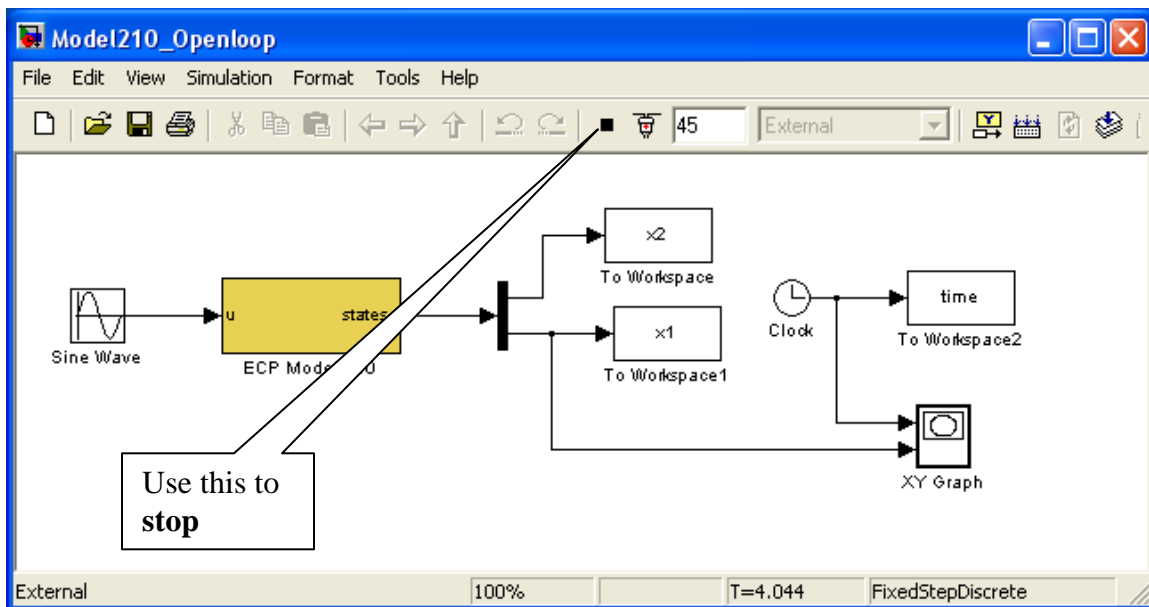 Model210_Openloop
File Edit View Simulation Format Tools Help
45 External
x2
To Workspace
u states
time
Clock
To Workspace2
x1
Sine Wave
To Workspace1
XY Graph
Use this to
stop
External 100% T=4.044 FixedStepDiscrete